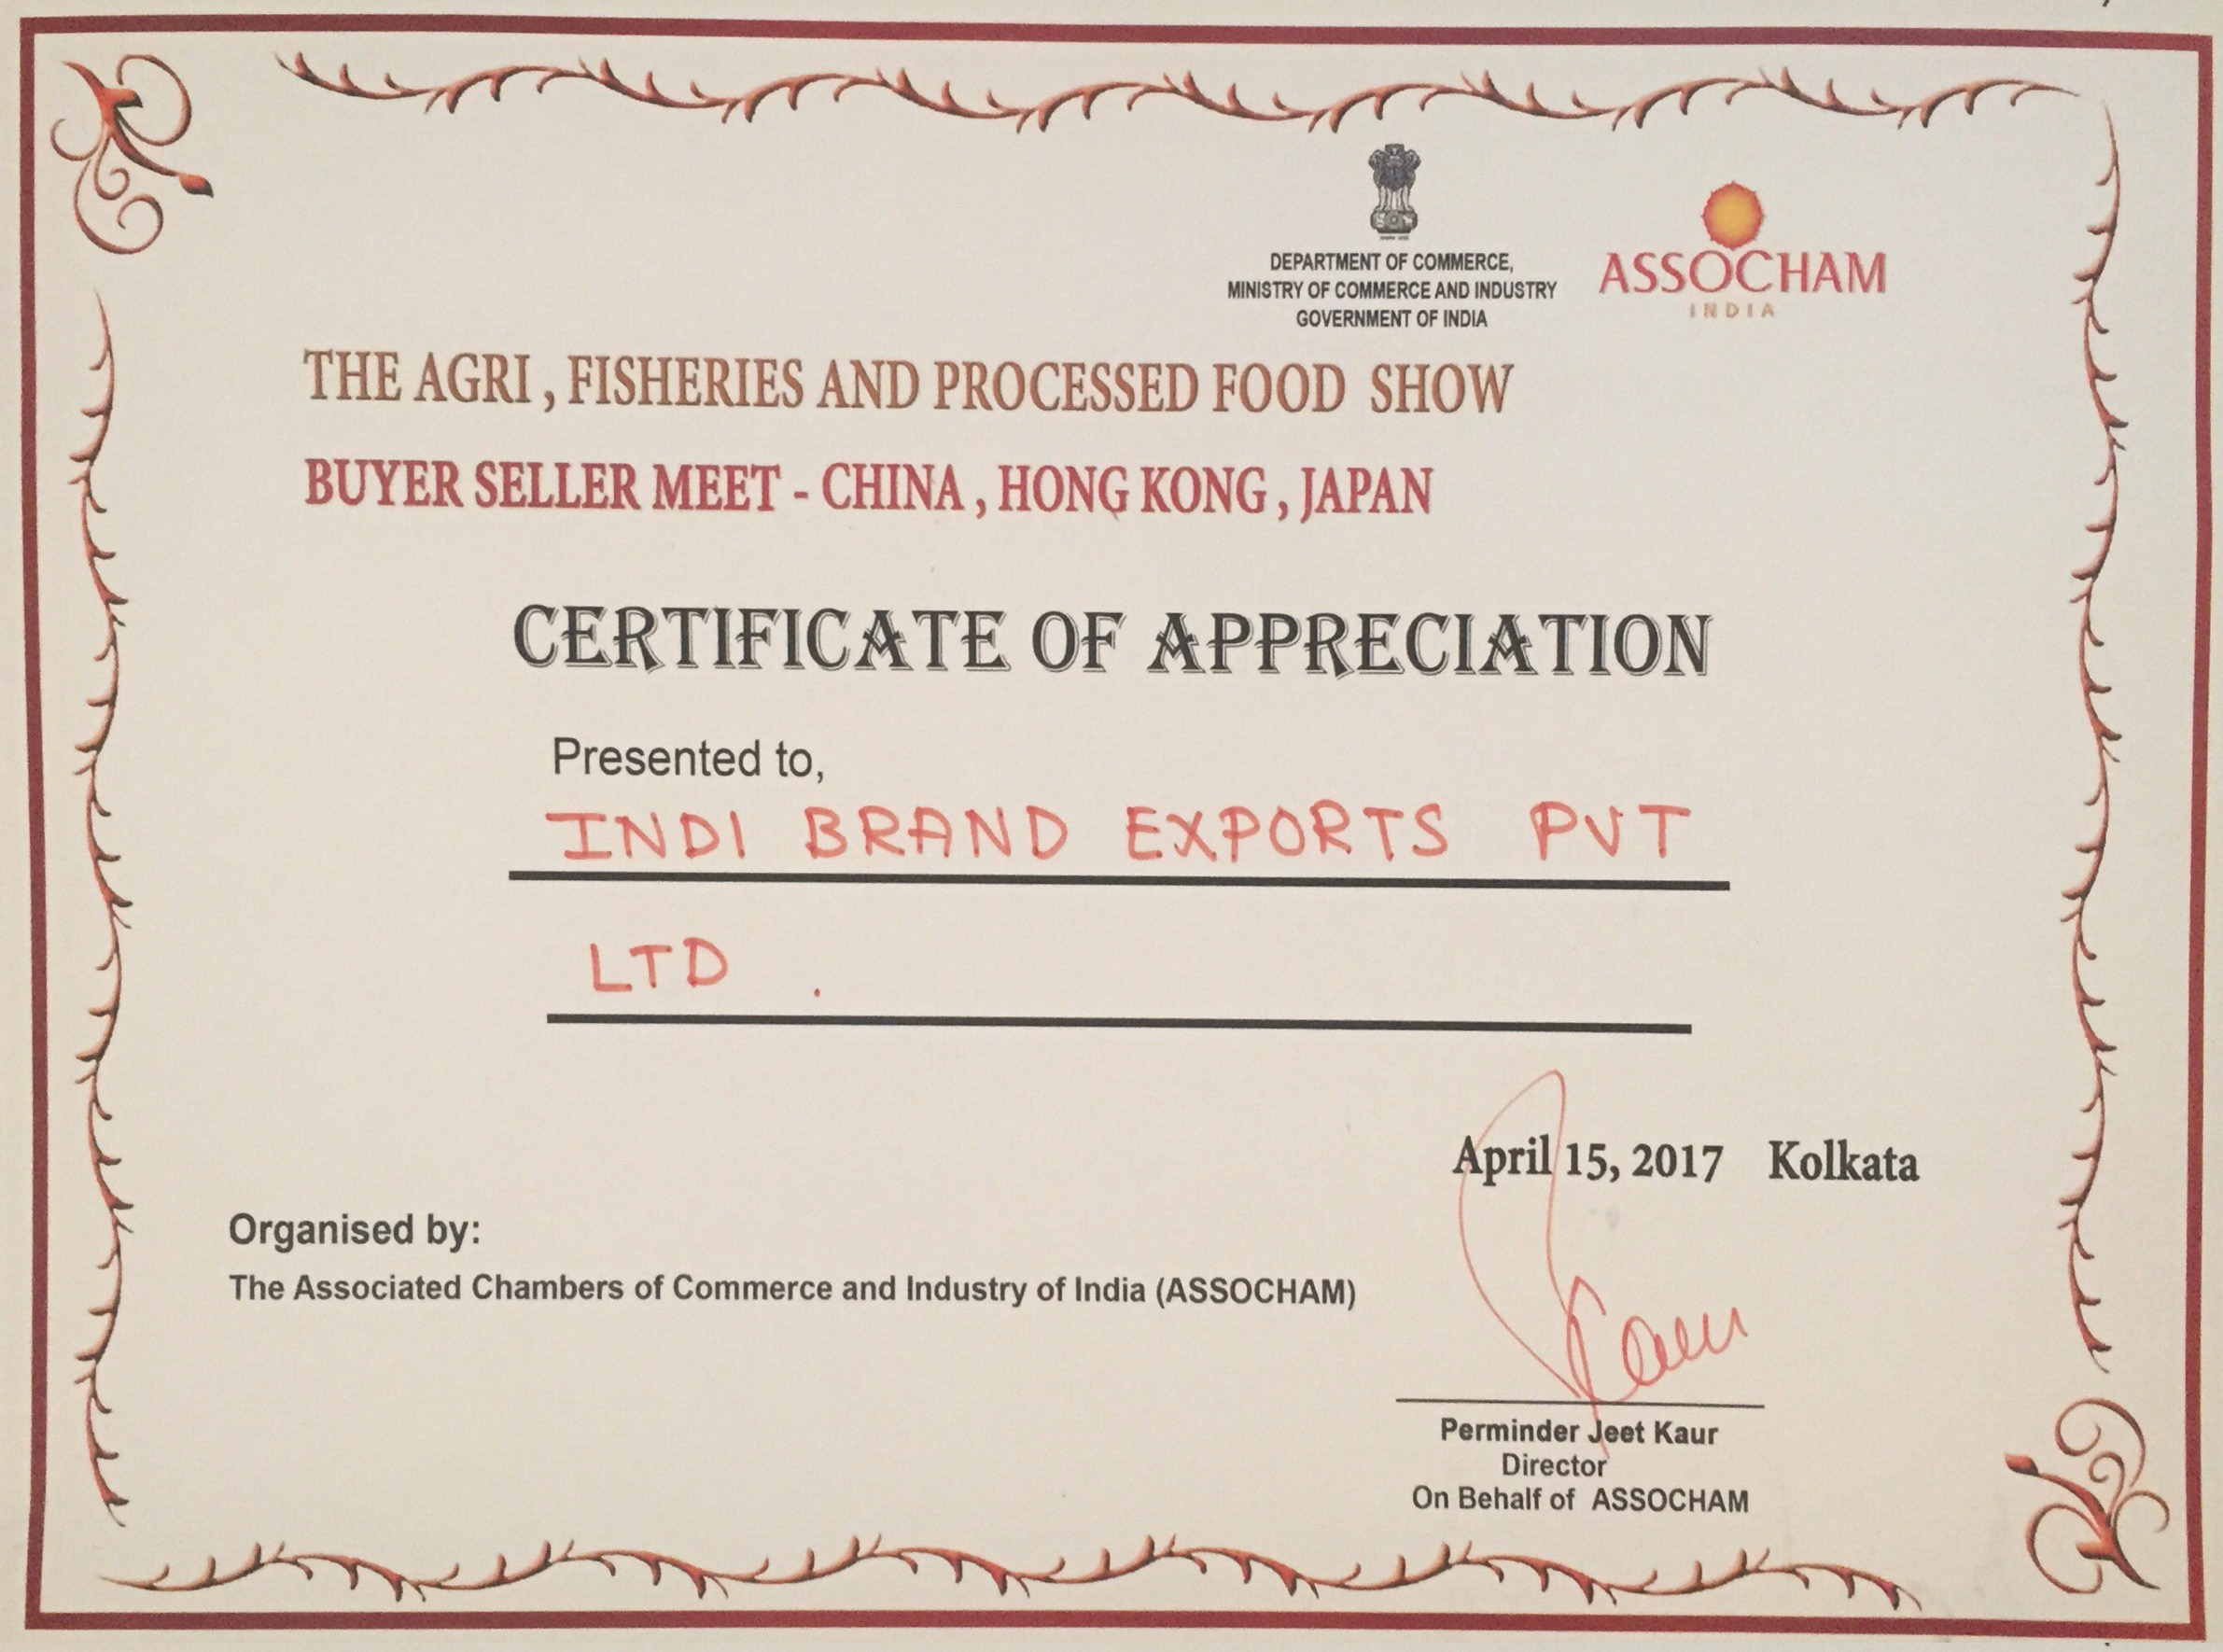 DEPARTMENT OF COMMERCE,
MINISTRY OF COMMERCE AND INDUSTRY
GOVERNMENT OF INDIA
ASSOCHAM
INDIA
THE AGRI , FISHERIES AND PROCESSED FOOD SHOW
BUYER SELLER MEET - CHINA , HONG KONG , JAPAN
CERTIFICATE OF APPRECIATION
Presented to,
INDI BRAND EXPORTS PVT
LTD .
April 15, 2017 Kolkata
Organised by:
The Associated Chambers of Commerce and Industry of India (ASSOCHAM)
Kaur
Perminder Jeet Kaur
Director
On Behalf of ASSOCHAM